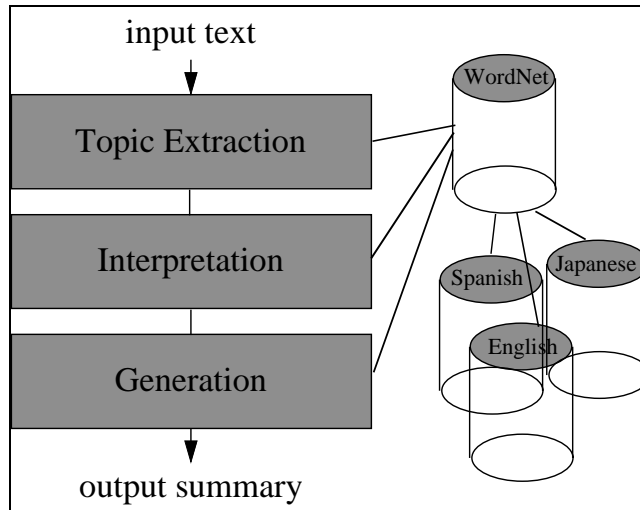 input text
Topic Extraction
Interpretation
Generation
output summary
WordNet
Spanish
Japanese
English